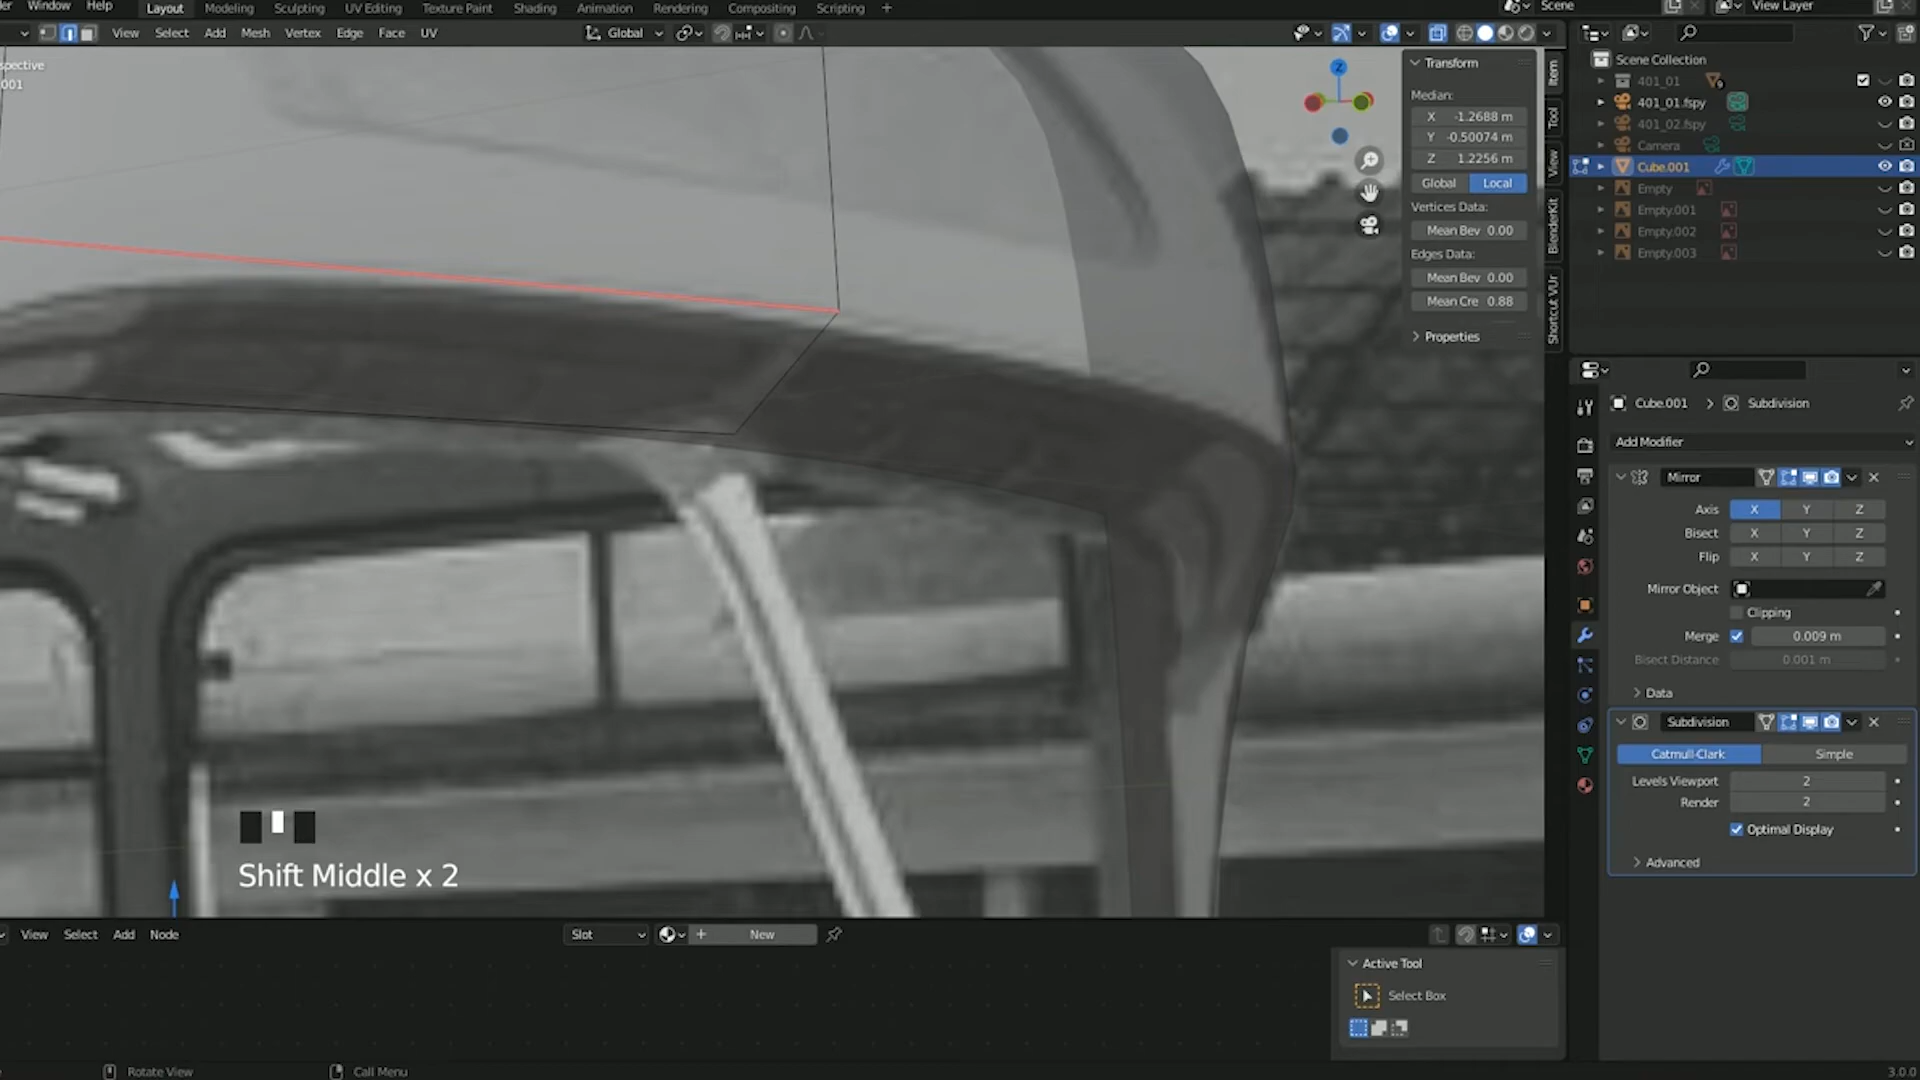 Window Help Layout Modeling Sculpting UV Editing Texture Paint Shading Animation Rendering Compositing Scripting + Scene View Layer
View Select Add Mesh Vertex Edge Face UV Global
spective
001
Transform
Median:
X -1.2688 m
Y -0.50074 m
Z 1.2256 m
Global Local
Vertices Data:
Mean Bev 0.00
Edges Data:
Mean Bev 0.00
Mean Cre 0.88
Properties
Item
Tool
View
BlenderKit
Shortcut VUr
Z
Scene Collection
401_01
401_01.fspy
401_02.fspy
Camera
Cube.001
Empty
Empty.001
Empty.002
Empty.003
Cube.001 > Subdivision
Add Modifier
Mirror
Axis X Y Z
Bisect X Y Z
Flip X Y Z
Mirror Object
Clipping
Merge 0.009 m
Bisect Distance 0.001 m
Data
Subdivision
Catmull-Clark Simple
Levels Viewport 2
Render 2
Optimal Display
Advanced
Shift Middle x 2
View Select Add Node Slot New
Active Tool
Select Box
Rotate View Call Menu 3.0.0